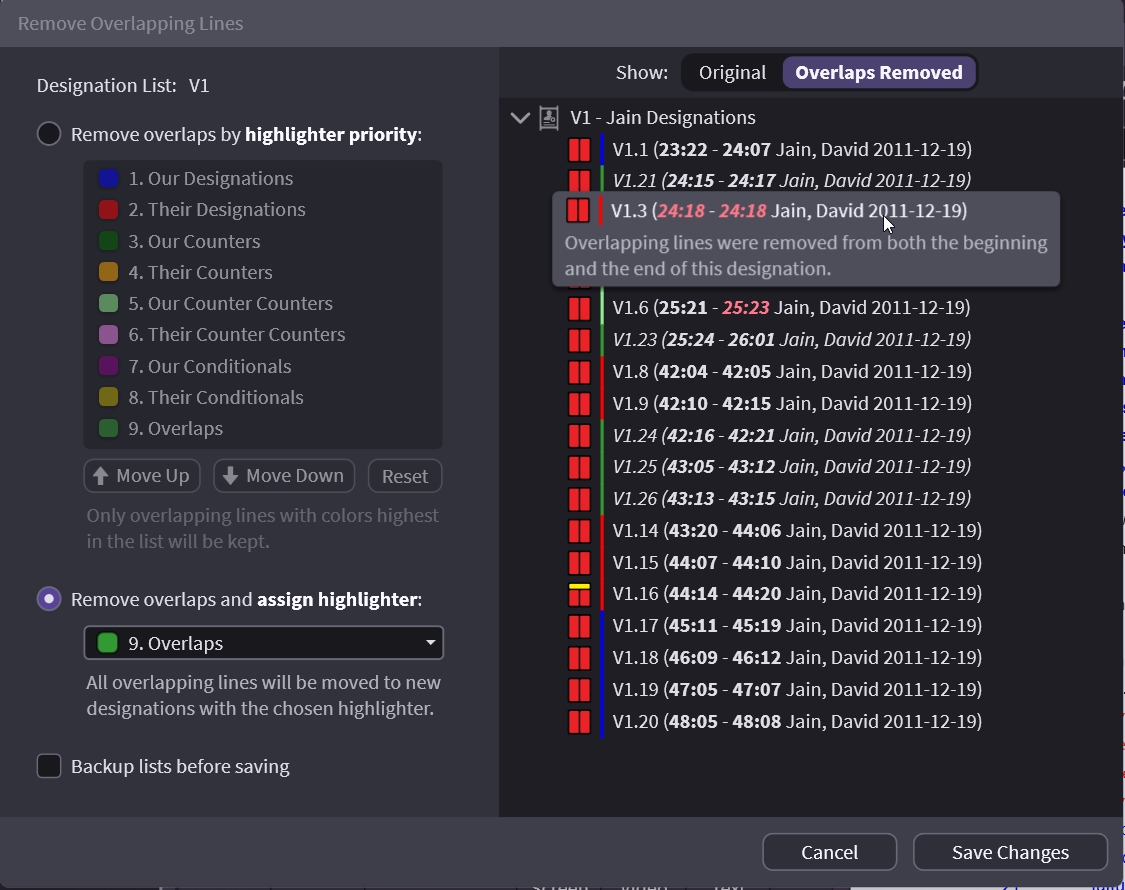 Remove Overlapping Lines
Designation List: V1
Remove overlaps by highlighter priority:
1. Our Designations
2. Their Designations
3. Our Counters
4. Their Counters
5. Our Counter Counters
6. Their Counter Counters
7. Our Conditionals
8. Their Conditionals
9. Overlaps
Move Up
Move Down
Reset
Only overlapping lines with colors highest
in the list will be kept.
Remove overlaps and assign highlighter:
9. Overlaps
All overlapping lines will be moved to new
designations with the chosen highlighter.
Backup lists before saving
Show: Original Overlaps Removed
V1 - Jain Designations
V1.1 (23:22 - 24:07 Jain, David 2011-12-19)
V1.21 (24:15 - 24:17 Jain, David 2011-12-19)
V1.3 (24:18 - 24:18 Jain, David 2011-12-19)
Overlapping lines were removed from both the beginning
and the end of this designation.
V1.6 (25:21 - 25:23 Jain, David 2011-12-19)
V1.23 (25:24 - 26:01 Jain, David 2011-12-19)
V1.8 (42:04 - 42:05 Jain, David 2011-12-19)
V1.9 (42:10 - 42:15 Jain, David 2011-12-19)
V1.24 (42:16 - 42:21 Jain, David 2011-12-19)
V1.25 (43:05 - 43:12 Jain, David 2011-12-19)
V1.26 (43:13 - 43:15 Jain, David 2011-12-19)
V1.14 (43:20 - 44:06 Jain, David 2011-12-19)
V1.15 (44:07 - 44:10 Jain, David 2011-12-19)
V1.16 (44:14 - 44:20 Jain, David 2011-12-19)
V1.17 (45:11 - 45:19 Jain, David 2011-12-19)
V1.18 (46:09 - 46:12 Jain, David 2011-12-19)
V1.19 (47:05 - 47:07 Jain, David 2011-12-19)
V1.20 (48:05 - 48:08 Jain, David 2011-12-19)
Cancel
Save Changes